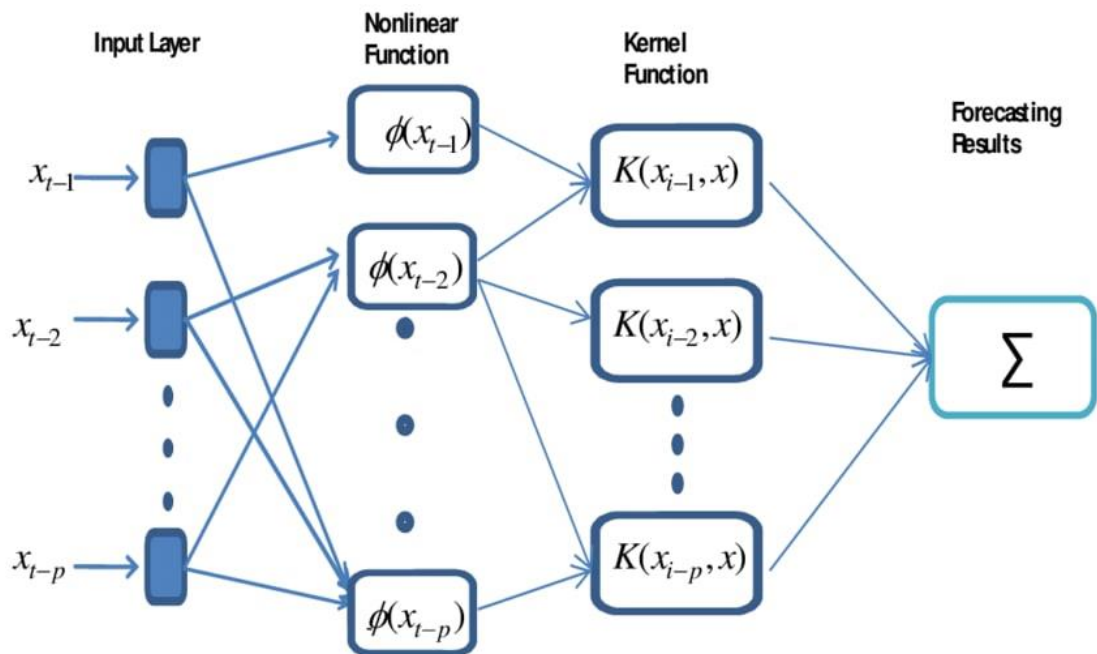 Input Layer
Nonlinear
Function
Kernel
Function
Forecasting
Results
x_{t-1}
x_{t-2}
x_{t-p}
ϕ(x_{t-1})
ϕ(x_{t-2})
ϕ(x_{t-p})
K(x_{i-1}, x)
K(x_{i-2}, x)
K(x_{i-p}, x)
∑